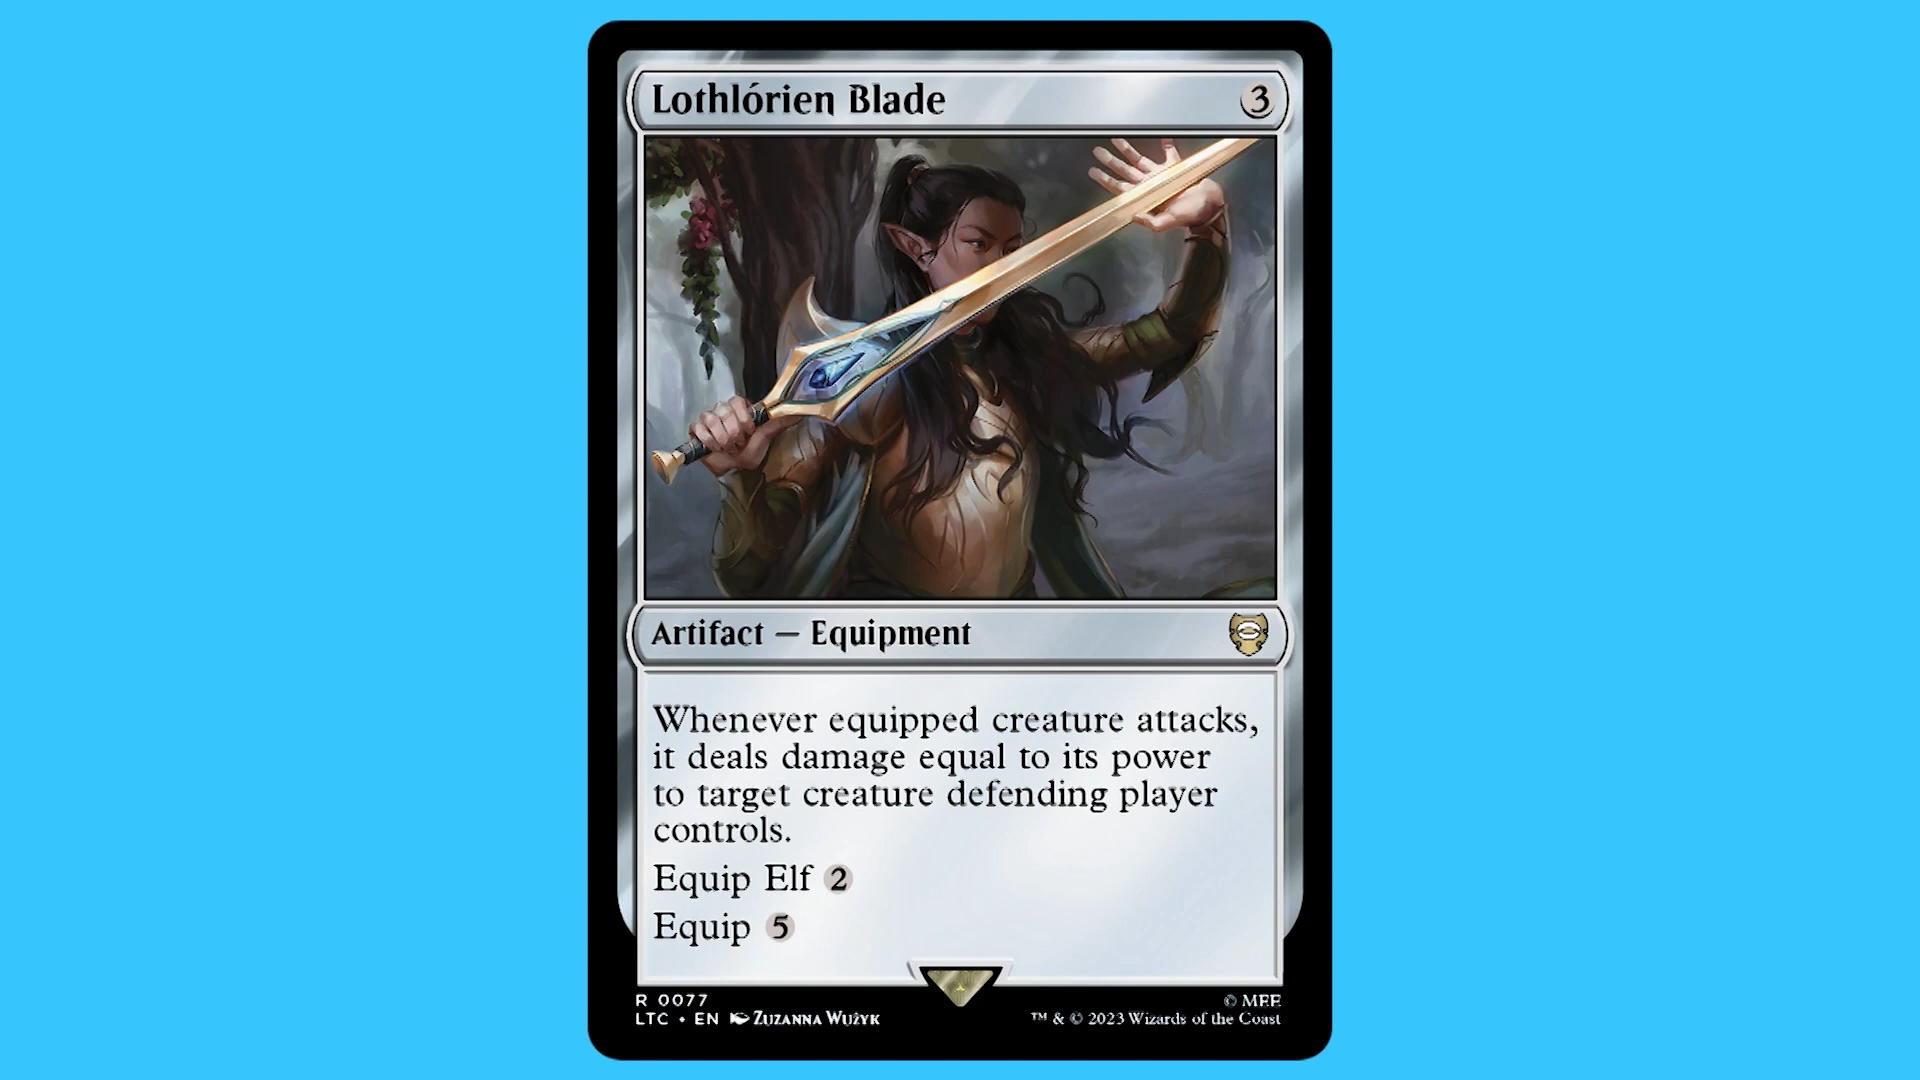 Lothlórien Blade 3
Artifact — Equipment
Whenever equipped creature attacks,
it deals damage equal to its power
to target creature defending player
controls.
Equip Elf 2
Equip 5
R 0077
LTC • EN Zuzanna Wużyk
© MEE
™ & © 2023 Wizards of the Coast